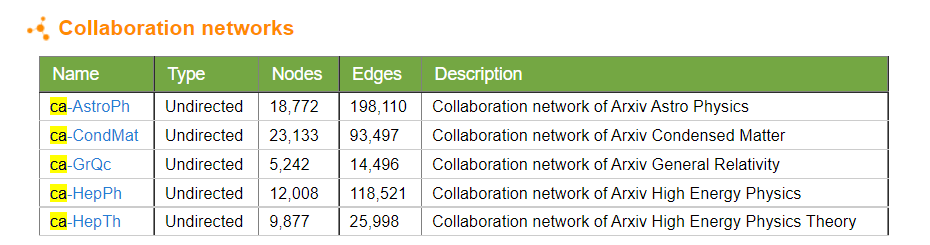 Collaboration networks
Name Type Nodes Edges Description
ca-AstroPh Undirected 18,772 198,110 Collaboration network of Arxiv Astro Physics
ca-CondMat Undirected 23,133 93,497 Collaboration network of Arxiv Condensed Matter
ca-GrQc Undirected 5,242 14,496 Collaboration network of Arxiv General Relativity
ca-HepPh Undirected 12,008 118,521 Collaboration network of Arxiv High Energy Physics
ca-HepTh Undirected 9,877 25,998 Collaboration network of Arxiv High Energy Physics Theory